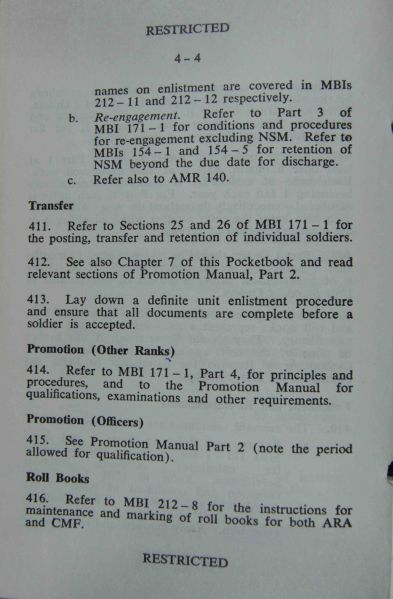 RESTRICTED
4 – 4
names on enlistment are covered in MBIs
212 – 11 and 212 – 12 respectively.
b. Re-engagement. Refer to Part 3 of
MBI 171 – 1 for conditions and procedures
for re-engagement excluding NSM. Refer to
MBIs 154 – 1 and 154 – 5 for retention of
NSM beyond the due date for discharge.
c. Refer also to AMR 140.
Transfer
411. Refer to Sections 25 and 26 of MBI 171 – 1 for
the posting, transfer and retention of individual soldiers.
412. See also Chapter 7 of this Pocketbook and read
relevant sections of Promotion Manual, Part 2.
413. Lay down a definite unit enlistment procedure
and ensure that all documents are complete before a
soldier is accepted.
Promotion (Other Ranks)
414. Refer to MBI 171 – 1, Part 4, for principles and
procedures, and to the Promotion Manual for
qualifications, examinations and other requirements.
Promotion (Officers)
415. See Promotion Manual Part 2 (note the period
allowed for qualification).
Roll Books
416. Refer to MBI 212 – 8 for the instructions for
maintenance and marking of roll books for both ARA
and CMF.
RESTRICTED